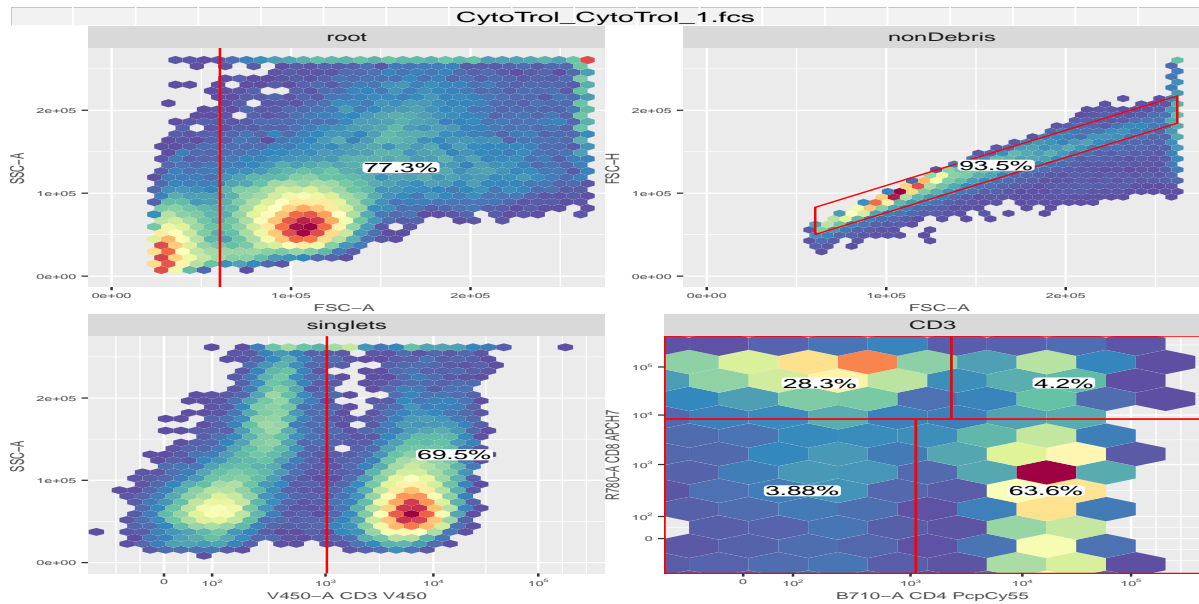 CytoTrol_CytoTrol_1.fcs
root
nonDebris
SSC-A
2e+05
1e+05
0e+00
77.3%
0e+00
1e+05
2e+05
FSC-A
FSC-H
2e+05
1e+05
0e+00
93.5%
0e+00
1e+05
2e+05
FSC-A
singlets
CD3
SSC-A
2e+05
1e+05
0e+00
69.5%
0
10²
10³
10⁴
10⁵
V450-A CD3 V450
R780-A CD8 APCH7
10⁵
10⁴
10³
10²
0
28.3%
4.2%
3.88%
63.6%
0
10²
10³
10⁴
10⁵
B710-A CD4 PcpCy55